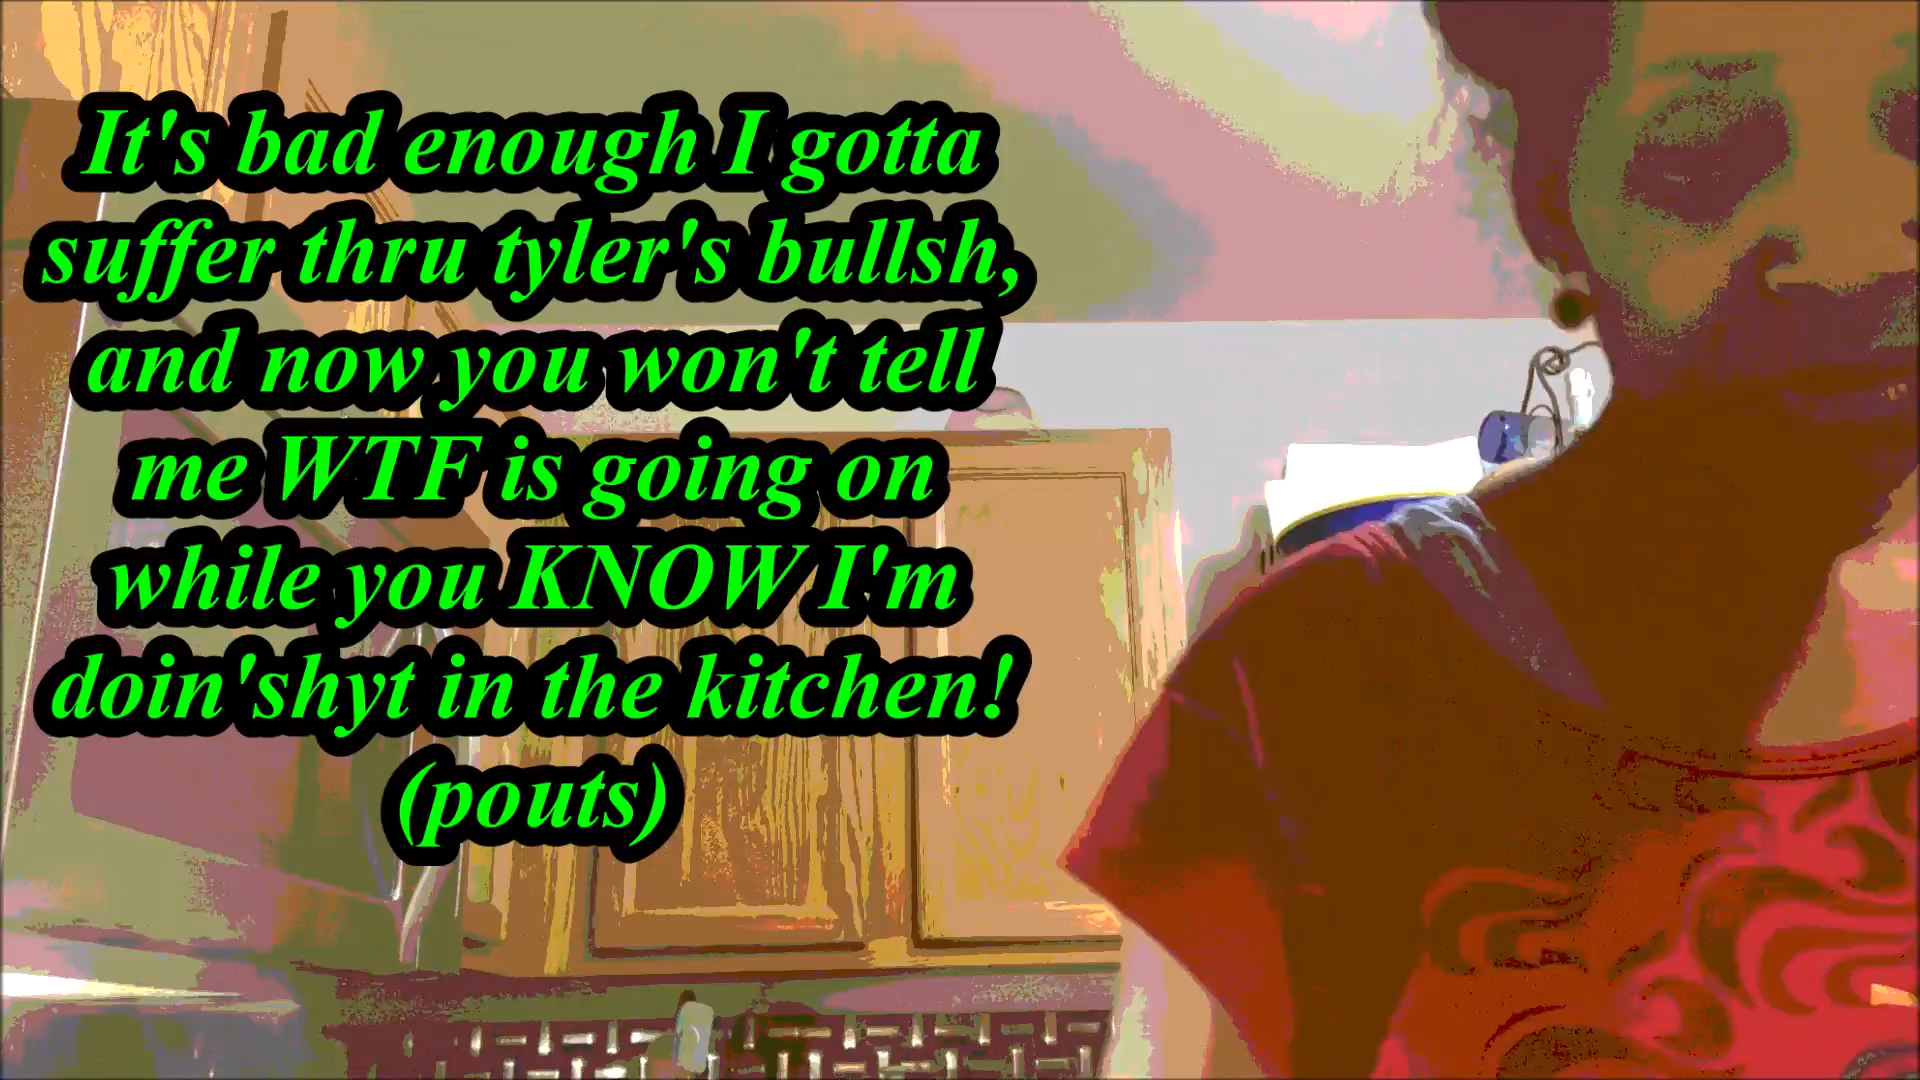 It's bad enough I gotta
suffer thru tyler's bullsh,
and now you won't tell
me WTF is going on
while you KNOW I'm
doin'shyt in the kitchen!
(pouts)